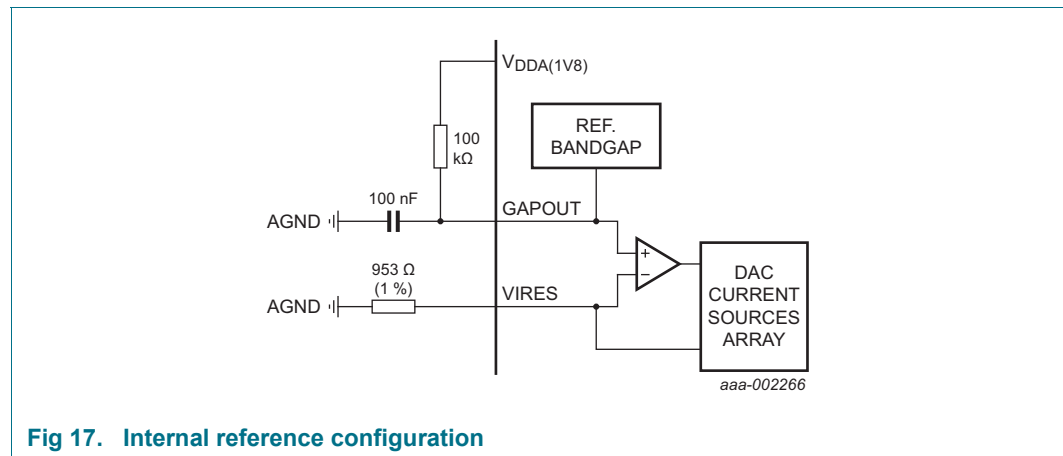 VDDA(1V8)
REF.
BANDGAP
100
kΩ
100 nF
AGND
GAPOUT
+
−
DAC
CURRENT
SOURCES
ARRAY
953 Ω
(1 %)
AGND
VIRES
aaa-002266
Fig 17. Internal reference configuration